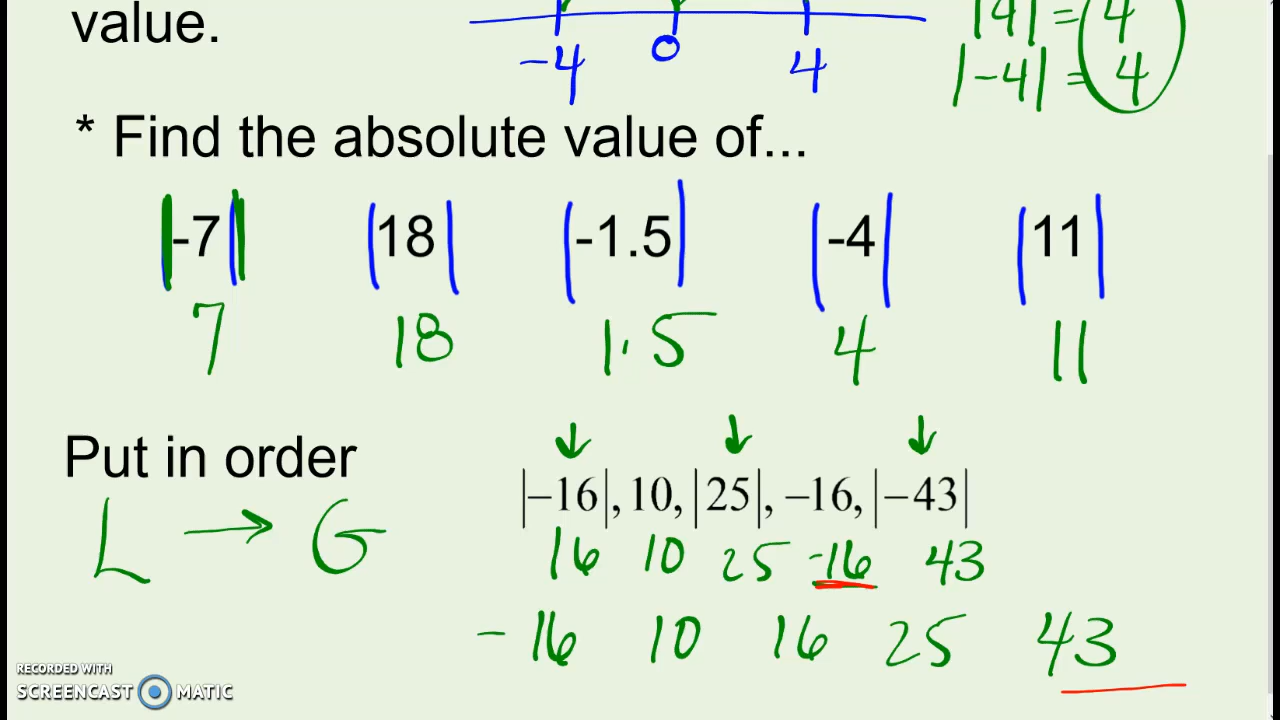 value.
|4| = 4
-4 0 4
|-4| = 4
* Find the absolute value of...
|-7| |18| |-1.5| |-4| |11|
7 18 1.5 4 11
Put in order
|−16|, 10, |25|, −16, |−43|
L → G
16 10 25 -16 43
-16 10 16 25 43
RECORDED WITH
SCREENCAST MATIC